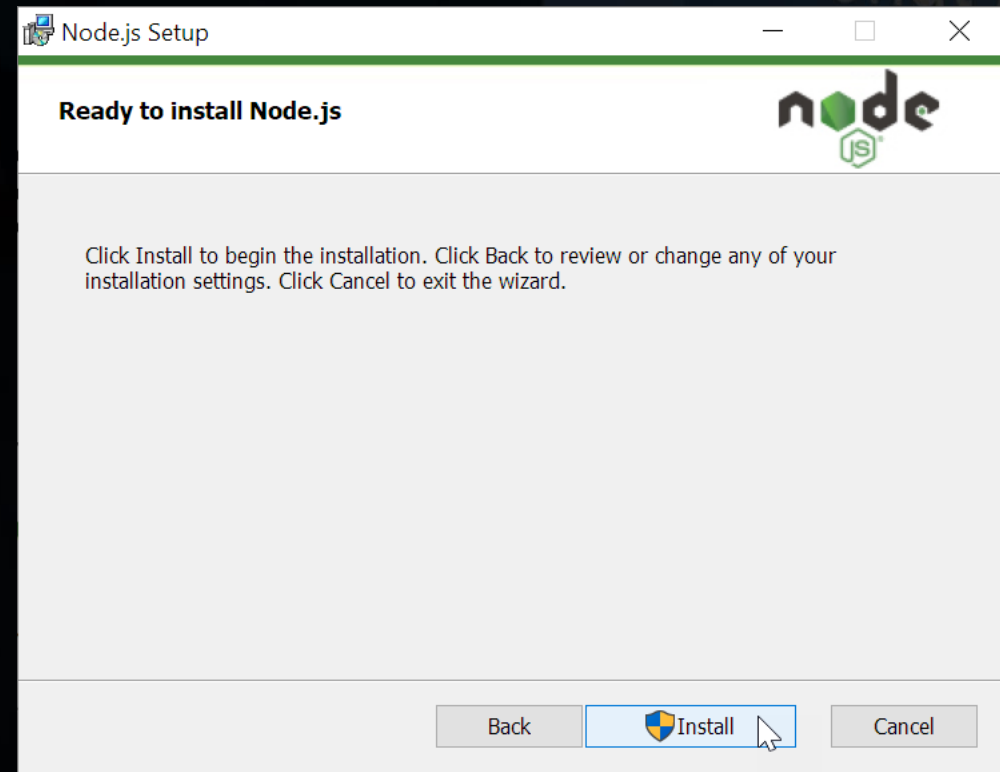 Node.js Setup
Ready to install Node.js
node
JS
Click Install to begin the installation. Click Back to review or change any of your
installation settings. Click Cancel to exit the wizard.
Back
Install
Cancel